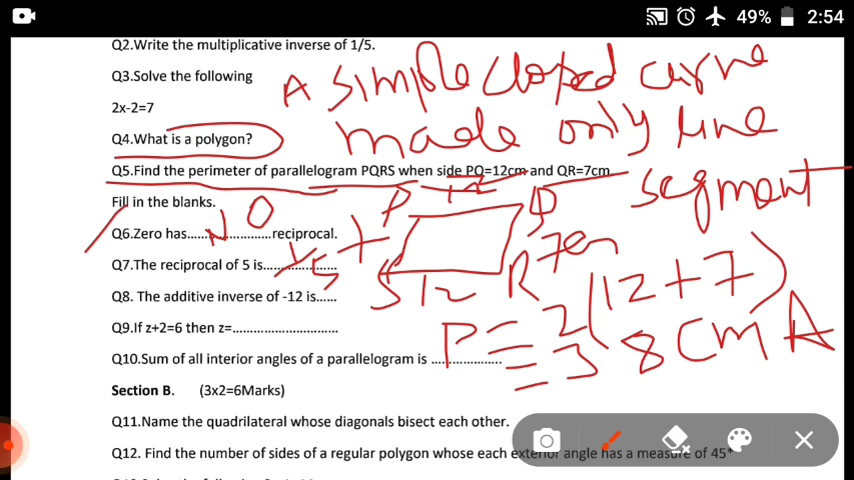 49% 2:54
Q2.Write the multiplicative inverse of 1/5.
Q3.Solve the following
2x-2=7
Q4.What is a polygon?
A simple closed curve
made only line
segment
Q5.Find the perimeter of parallelogram PQRS when side PQ=12cm and QR=7cm
Fill in the blanks.
P 12 Q
7 7cm
S 12 R
P = 2(12+7)
= 38 cm A
Q6.Zero has......NO............reciprocal.
Q7.The reciprocal of 5 is....1/5..............
Q8. The additive inverse of -12 is......
Q9.If z+2=6 then z=................................
Q10.Sum of all interior angles of a parallelogram is .....................
Section B. (3x2=6Marks)
Q11.Name the quadrilateral whose diagonals bisect each other.
Q12. Find the number of sides of a regular polygon whose each exterior angle has a measure of 45°